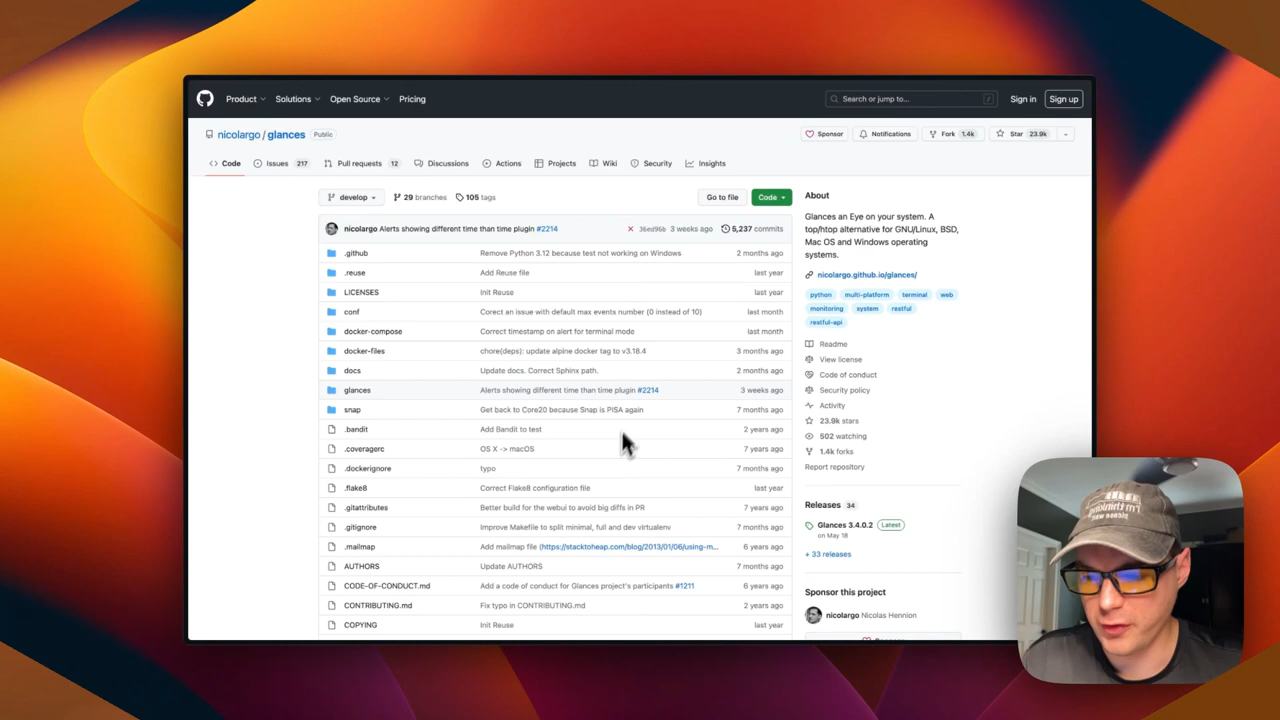 Product Solutions Open Source Pricing Search or jump to... / Sign in Sign up
nicolargo / glances Public Sponsor Notifications Fork 1.4k Star 23.9k
Code Issues 217 Pull requests 12 Discussions Actions Projects Wiki Security Insights
develop 29 branches 105 tags Go to file Code
nicolargo Alerts showing different time than time plugin #2214 36ed96b 3 weeks ago 5,237 commits
.github Remove Python 3.12 because test not working on Windows 2 months ago
.reuse Add Reuse file last year
LICENSES Init Reuse last year
conf Corect an issue with default max events number (0 instead of 10) last month
docker-compose Correct timestamp on alert for terminal mode last month
docker-files chore(deps): update alpine docker tag to v3.18.4 3 months ago
docs Update docs. Correct Sphinx path. 2 months ago
glances Alerts showing different time than time plugin #2214 3 weeks ago
snap Get back to Core20 because Snap is PISA again 7 months ago
.bandit Add Bandit to test 2 years ago
.coveragerc OS X -> macOS 7 years ago
.dockerignore typo 7 months ago
.flake8 Correct Flake8 configuration file last year
.gitattributes Better build for the webui to avoid big diffs in PR 7 years ago
.gitignore Improve Makefile to split minimal, full and dev virtualenv 7 months ago
.mailmap Add mailmap file (https://stacktoheap.com/blog/2013/01/06/using-m... 6 years ago
AUTHORS Update AUTHORS 7 months ago
CODE-OF-CONDUCT.md Add a code of conduct for Glances project's participants #1211 6 years ago
CONTRIBUTING.md Fix typo in CONTRIBUTING.md 2 years ago
COPYING Init Reuse last year
About
Glances an Eye on your system. A
top/htop alternative for GNU/Linux, BSD,
Mac OS and Windows operating
systems.
nicolargo.github.io/glances/
python multi-platform terminal web
monitoring system restful
restful-api
Readme
View license
Code of conduct
Security policy
Activity
23.9k stars
502 watching
1.4k forks
Report repository
Releases 34
Glances 3.4.0.2 Latest
on May 18
+ 33 releases
Sponsor this project
nicolargo Nicolas Hennion